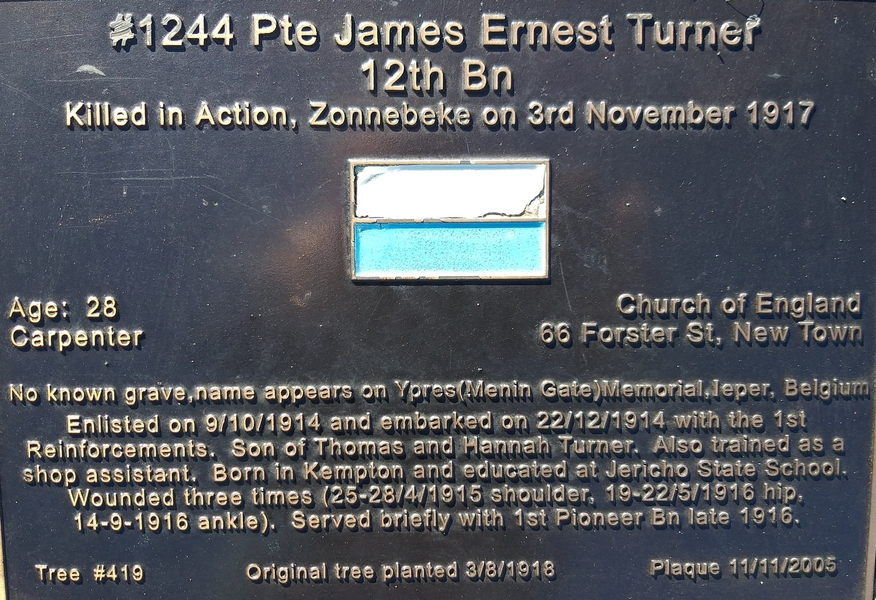 #1244 Pte James Ernest Turner
12th Bn
Killed in Action, Zonnebeke on 3rd November 1917
Age: 28
Church of England
Carpenter
66 Forster St, New Town
No known grave,name appears on Ypres(Menin Gate)Memorial,Ieper, Belgium
Enlisted on 9/10/1914 and embarked on 22/12/1914 with the 1st
Reinforcements. Son of Thomas and Hannah Turner. Also trained as a
shop assistant. Born in Kempton and educated at Jericho State School.
Wounded three times (25-28/4/1915 shoulder, 19-22/5/1916 hip,
14-9-1916 ankle). Served briefly with 1st Pioneer Bn late 1916.
Tree #419
Original tree planted 3/8/1918
Plaque 11/11/2005